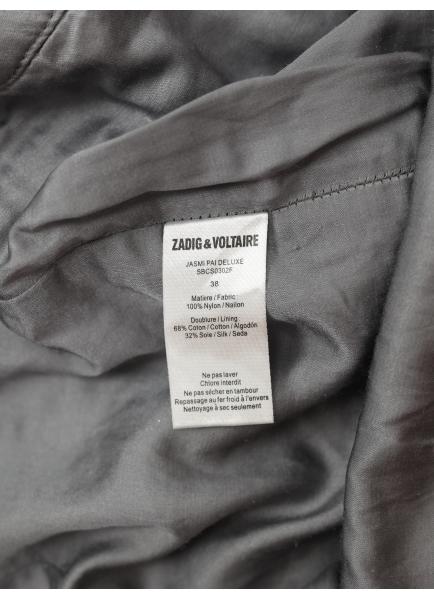 ZADIG & VOLTAIRE
JASMI PAI DELUXE
SBCS0302F
38
Matiere / Fabric
100% Nylon / Nailon
Doublure / Lining
68% Coton / Cotton / Algodón
32% Soie / Silk / Seda
Ne pas laver
Chlore interdit
Ne pas sécher en tambour
Repassage au fer froid à l'envers
Nettoyage à sec seulement